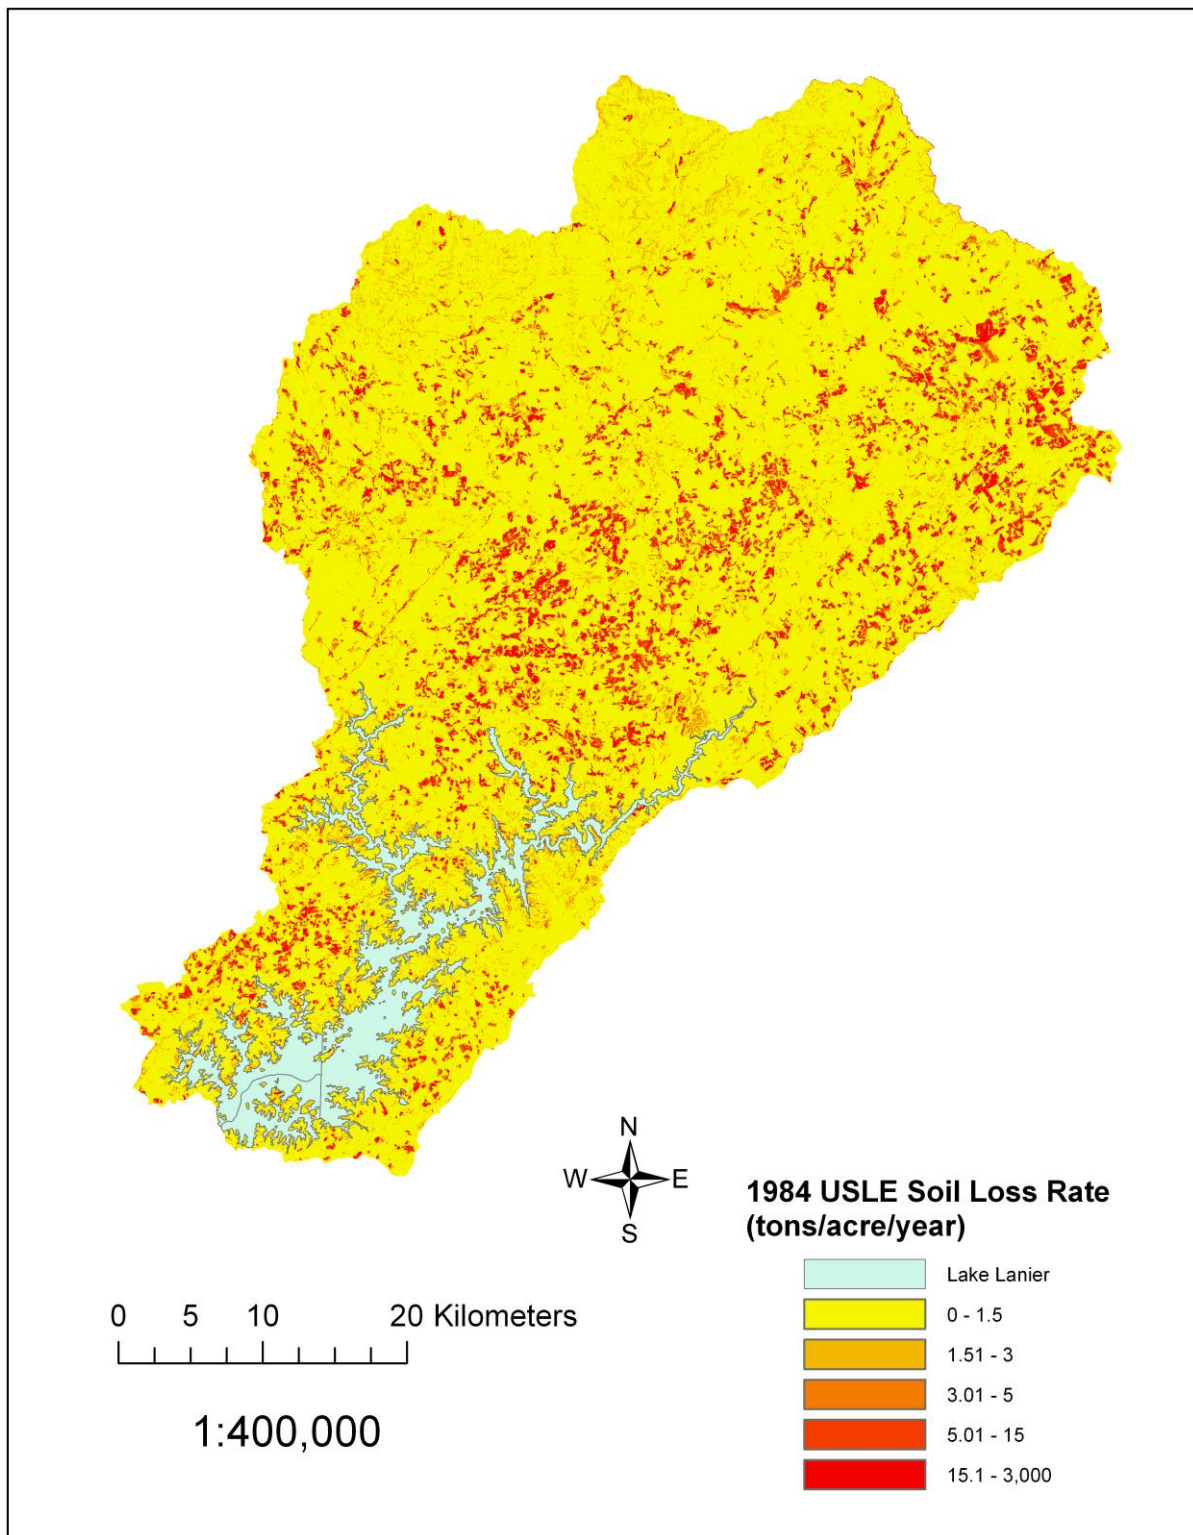 N
W E
S
1984 USLE Soil Loss Rate
(tons/acre/year)
Lake Lanier
0 - 1.5
1.51 - 3
3.01 - 5
5.01 - 15
15.1 - 3,000
0 5 10 20 Kilometers
1:400,000